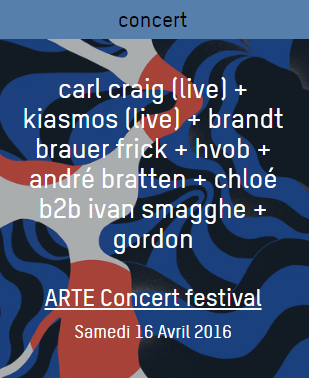 concert
carl craig (live) +
kiasmos (live) + brandt
brauer frick + hvob +
andré bratten + chloé
b2b ivan smagghe +
gordon
ARTE Concert festival
Samedi 16 Avril 2016